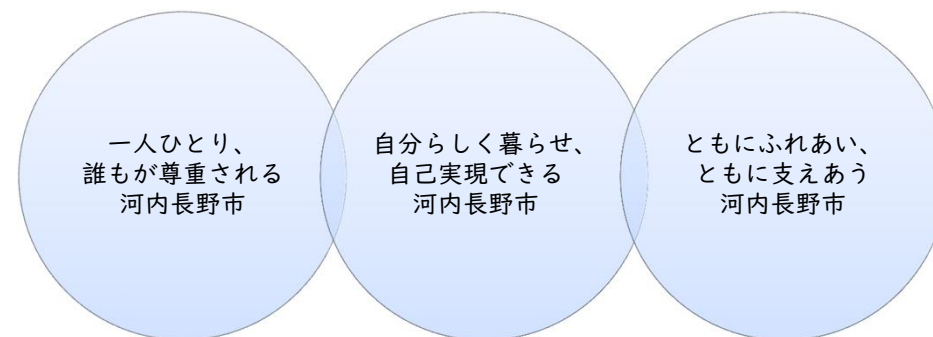 一人ひとり、
誰もが尊重される
河内長野市
自分らしく暮らせ、
自己実現できる
河内長野市
ともにふれあい、
ともに支えあう
河内長野市